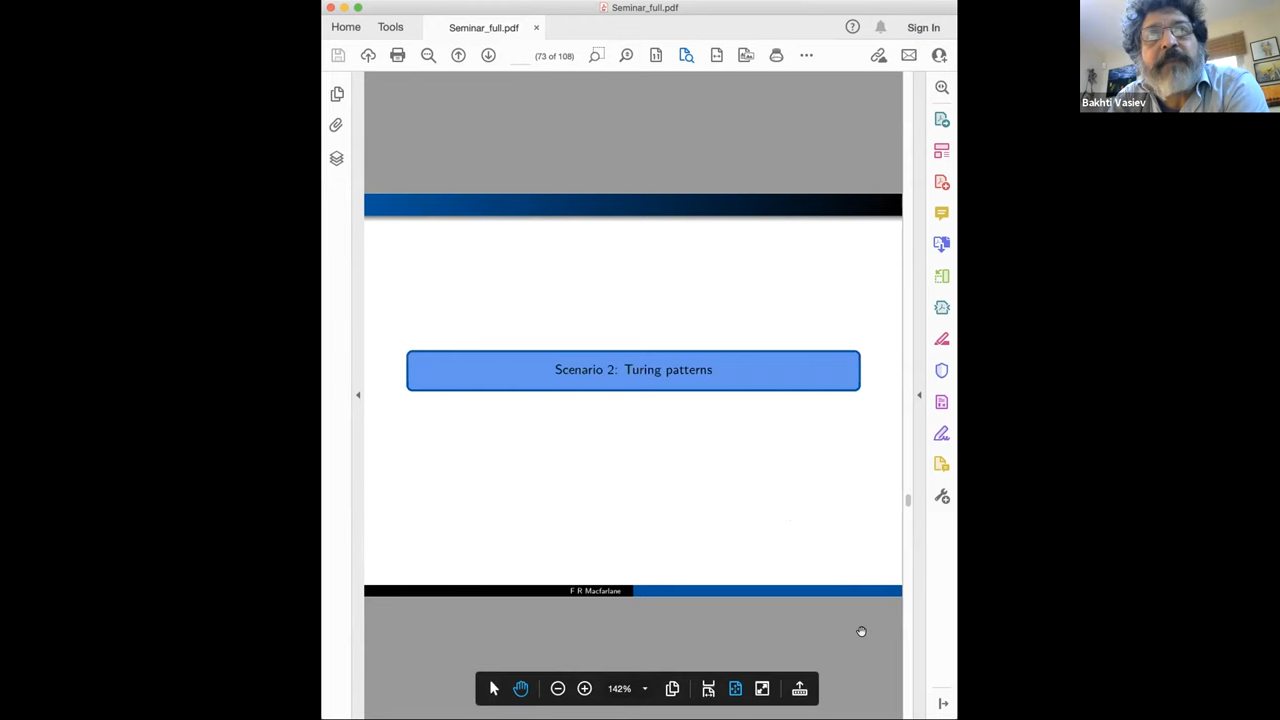 Seminar_full.pdf
Home
Tools
Seminar_full.pdf
Sign In
(73 of 108)
Bakhti Vasiev
Scenario 2: Turing patterns
F R Macfarlane
142%